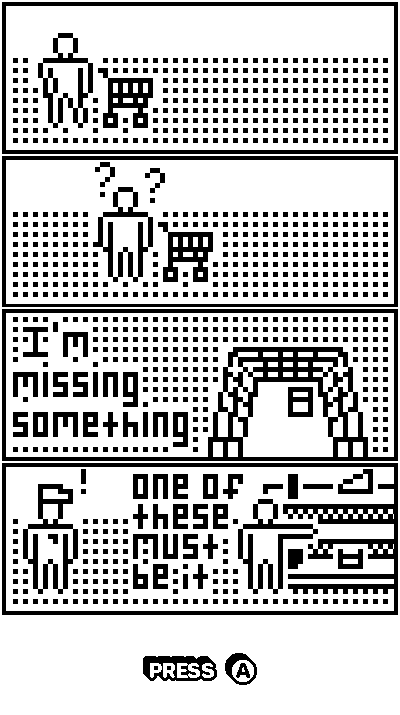 ? ?
I'm
missing
something
!
one of
these
must
be it
PRESS A